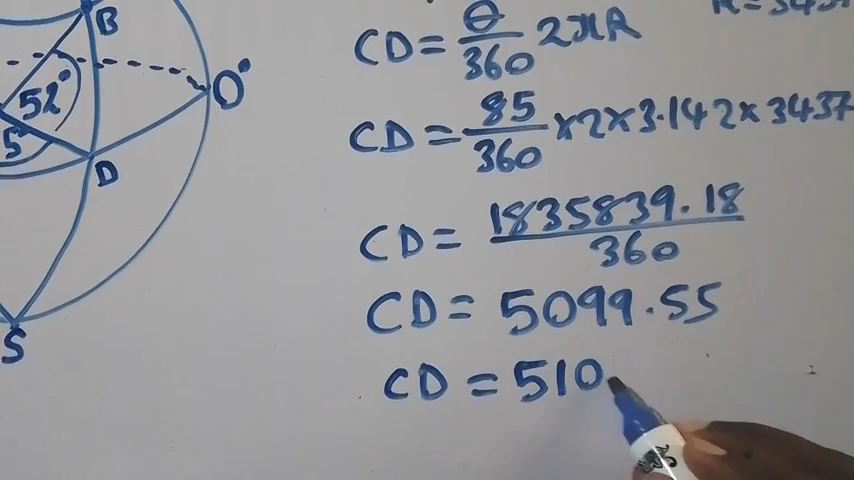 B
52°
O°
5°
D
S
CD = θ/360 2πR
CD = 85/360 × 2 × 3.142 × 3437
CD = 1835839.18/360
CD = 5099.55
CD = 510